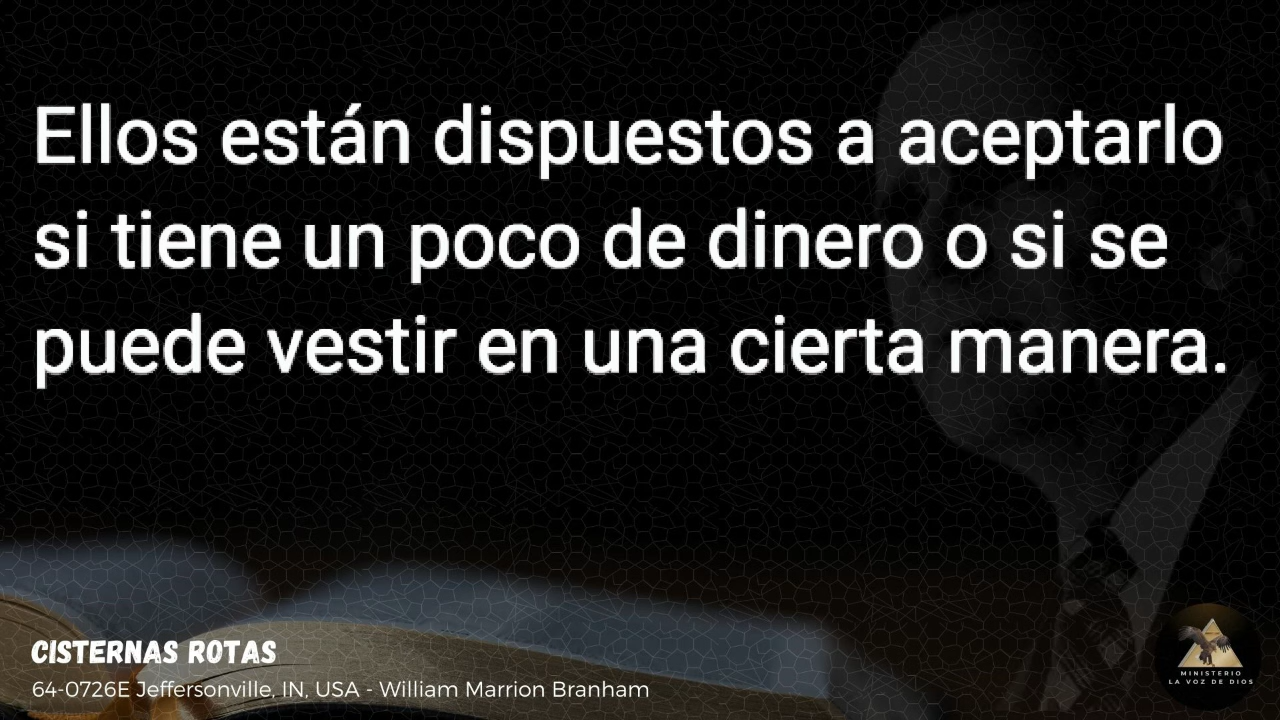 Ellos están dispuestos a aceptarlo
si tiene un poco de dinero o si se
puede vestir en una cierta manera.
CISTERNAS ROTAS
64-0726E Jeffersonville, IN, USA - William Marrion Branham
MINISTERIO
LA VOZ DE DIOS